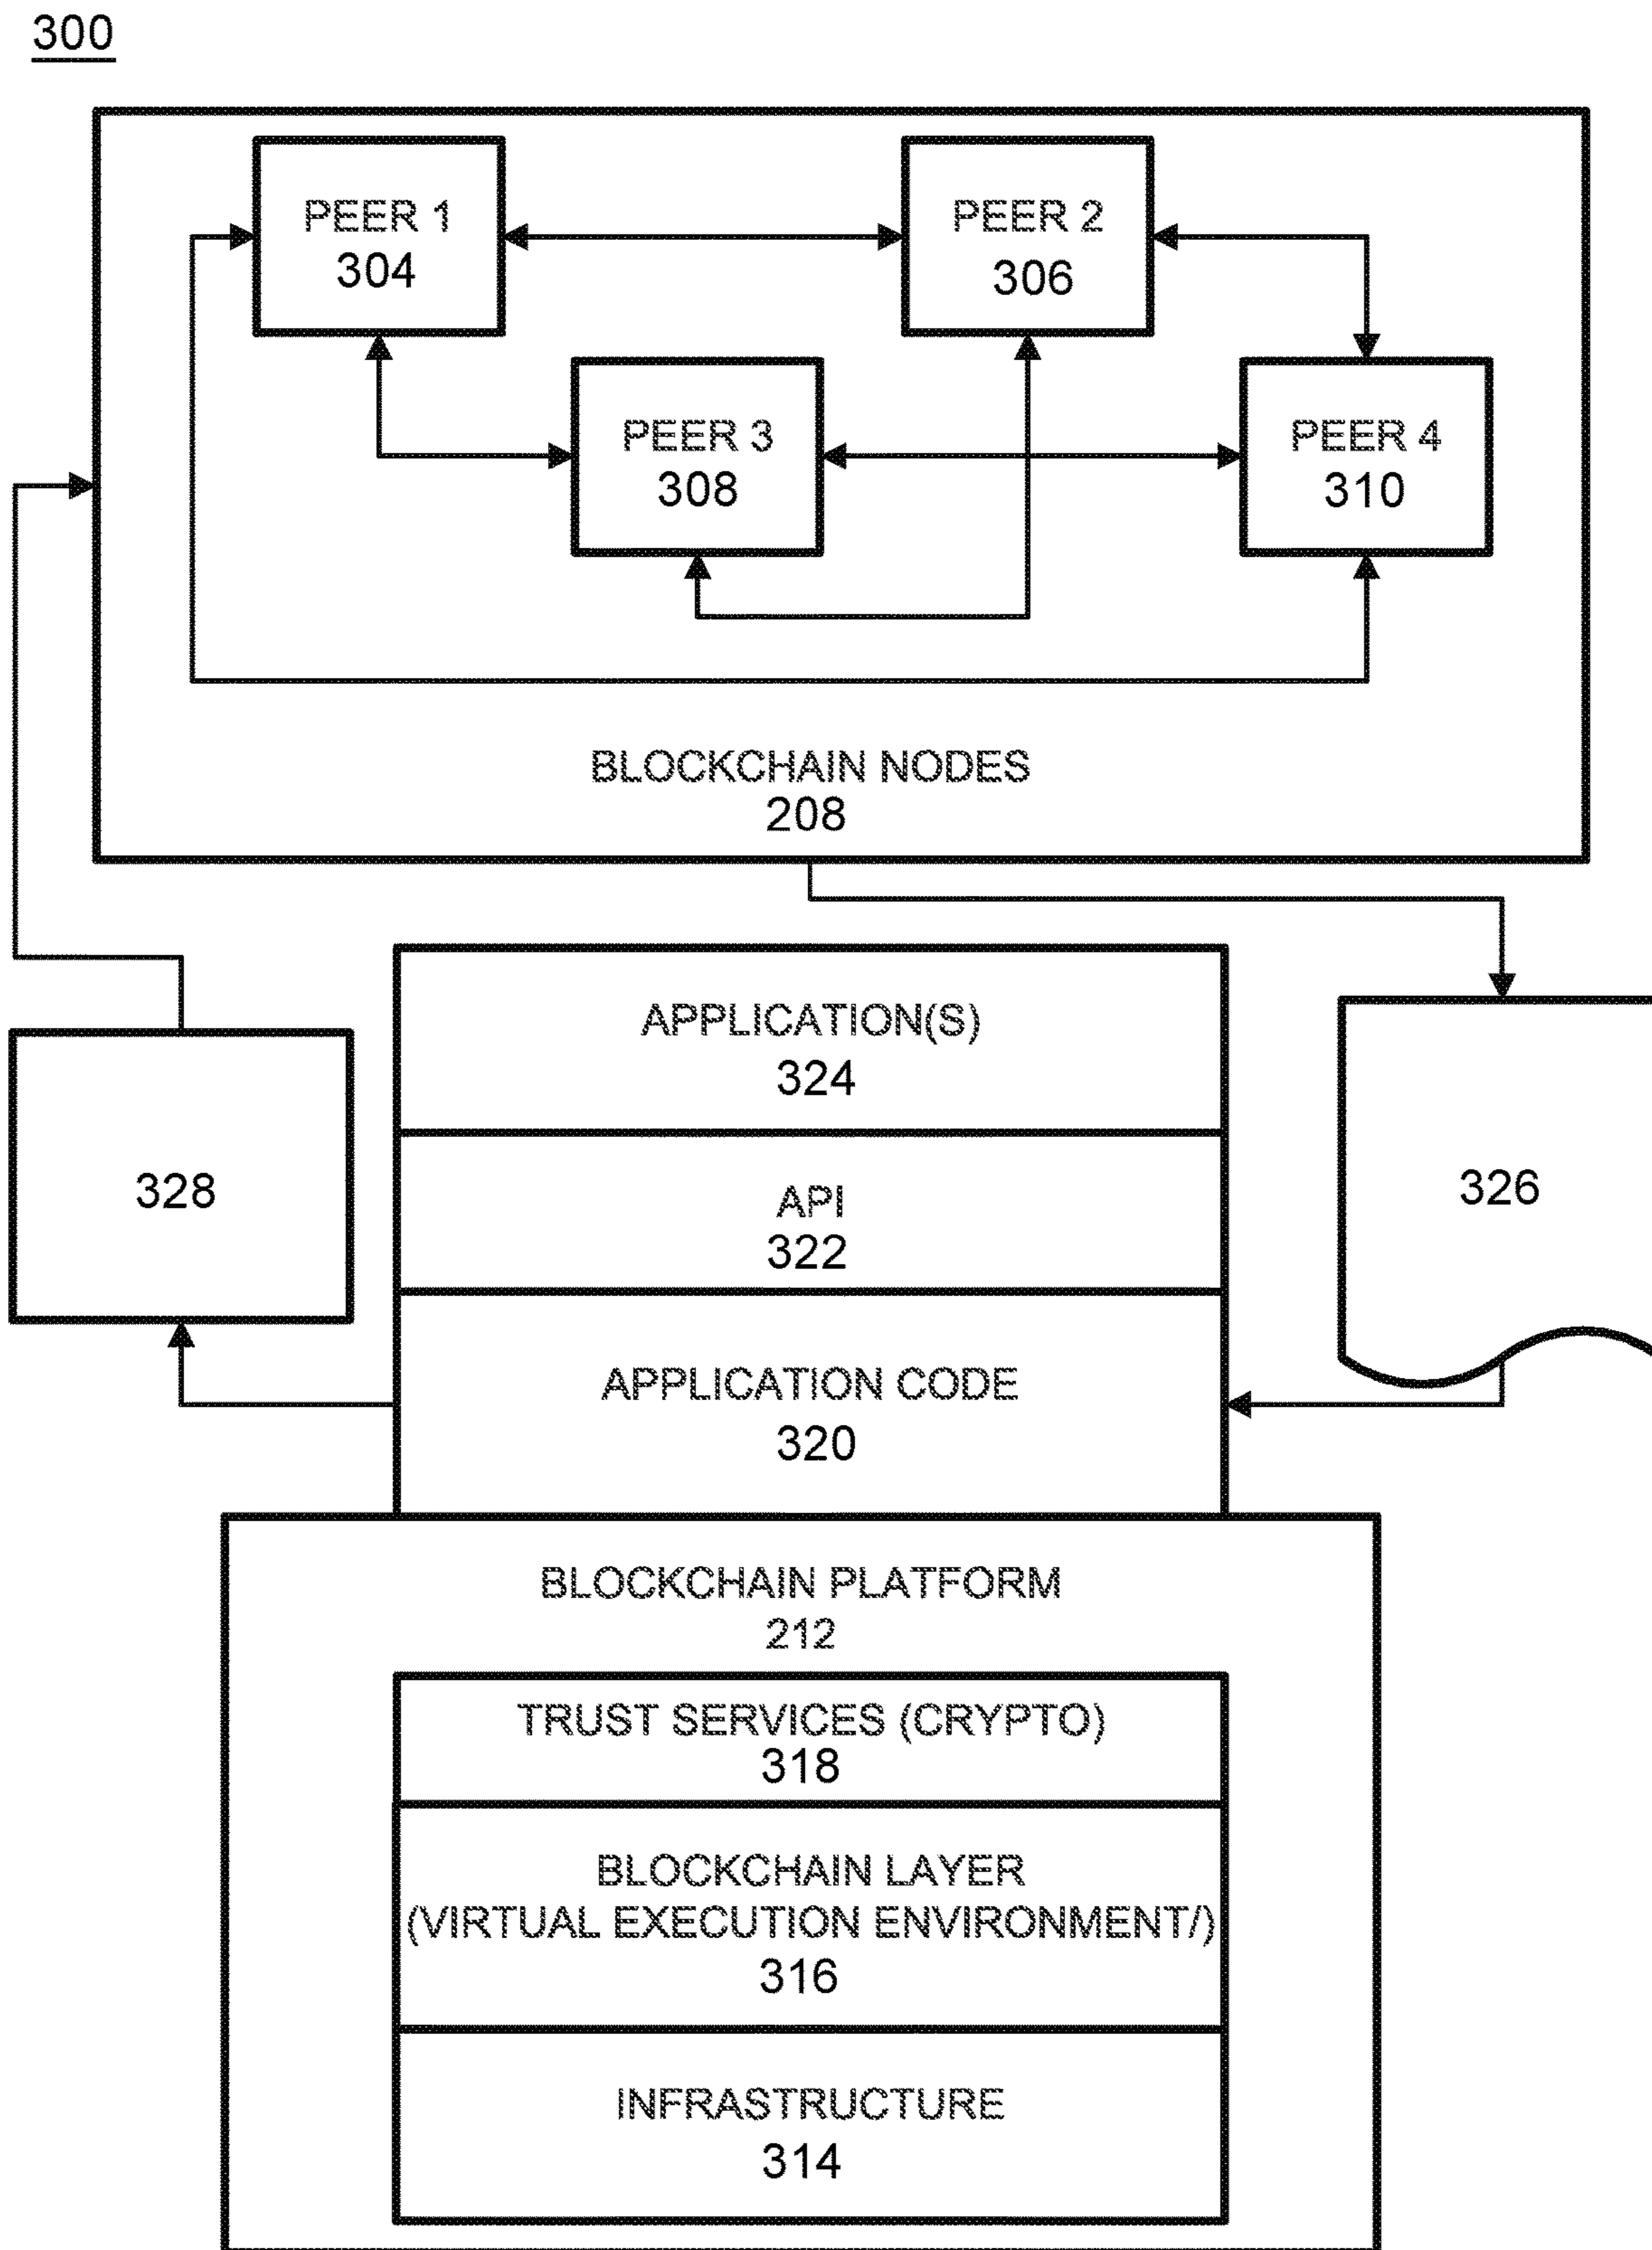 300
PEER 1
304
PEER 2
306
PEER 3
308
PEER 4
310
BLOCKCHAIN NODES
208
APPLICATION(S)
324
328
API
322
326
APPLICATION CODE
320
BLOCKCHAIN PLATFORM
212
TRUST SERVICES (CRYPTO)
318
BLOCKCHAIN LAYER
(VIRTUAL EXECUTION ENVIRONMENT/)
316
INFRASTRUCTURE
314